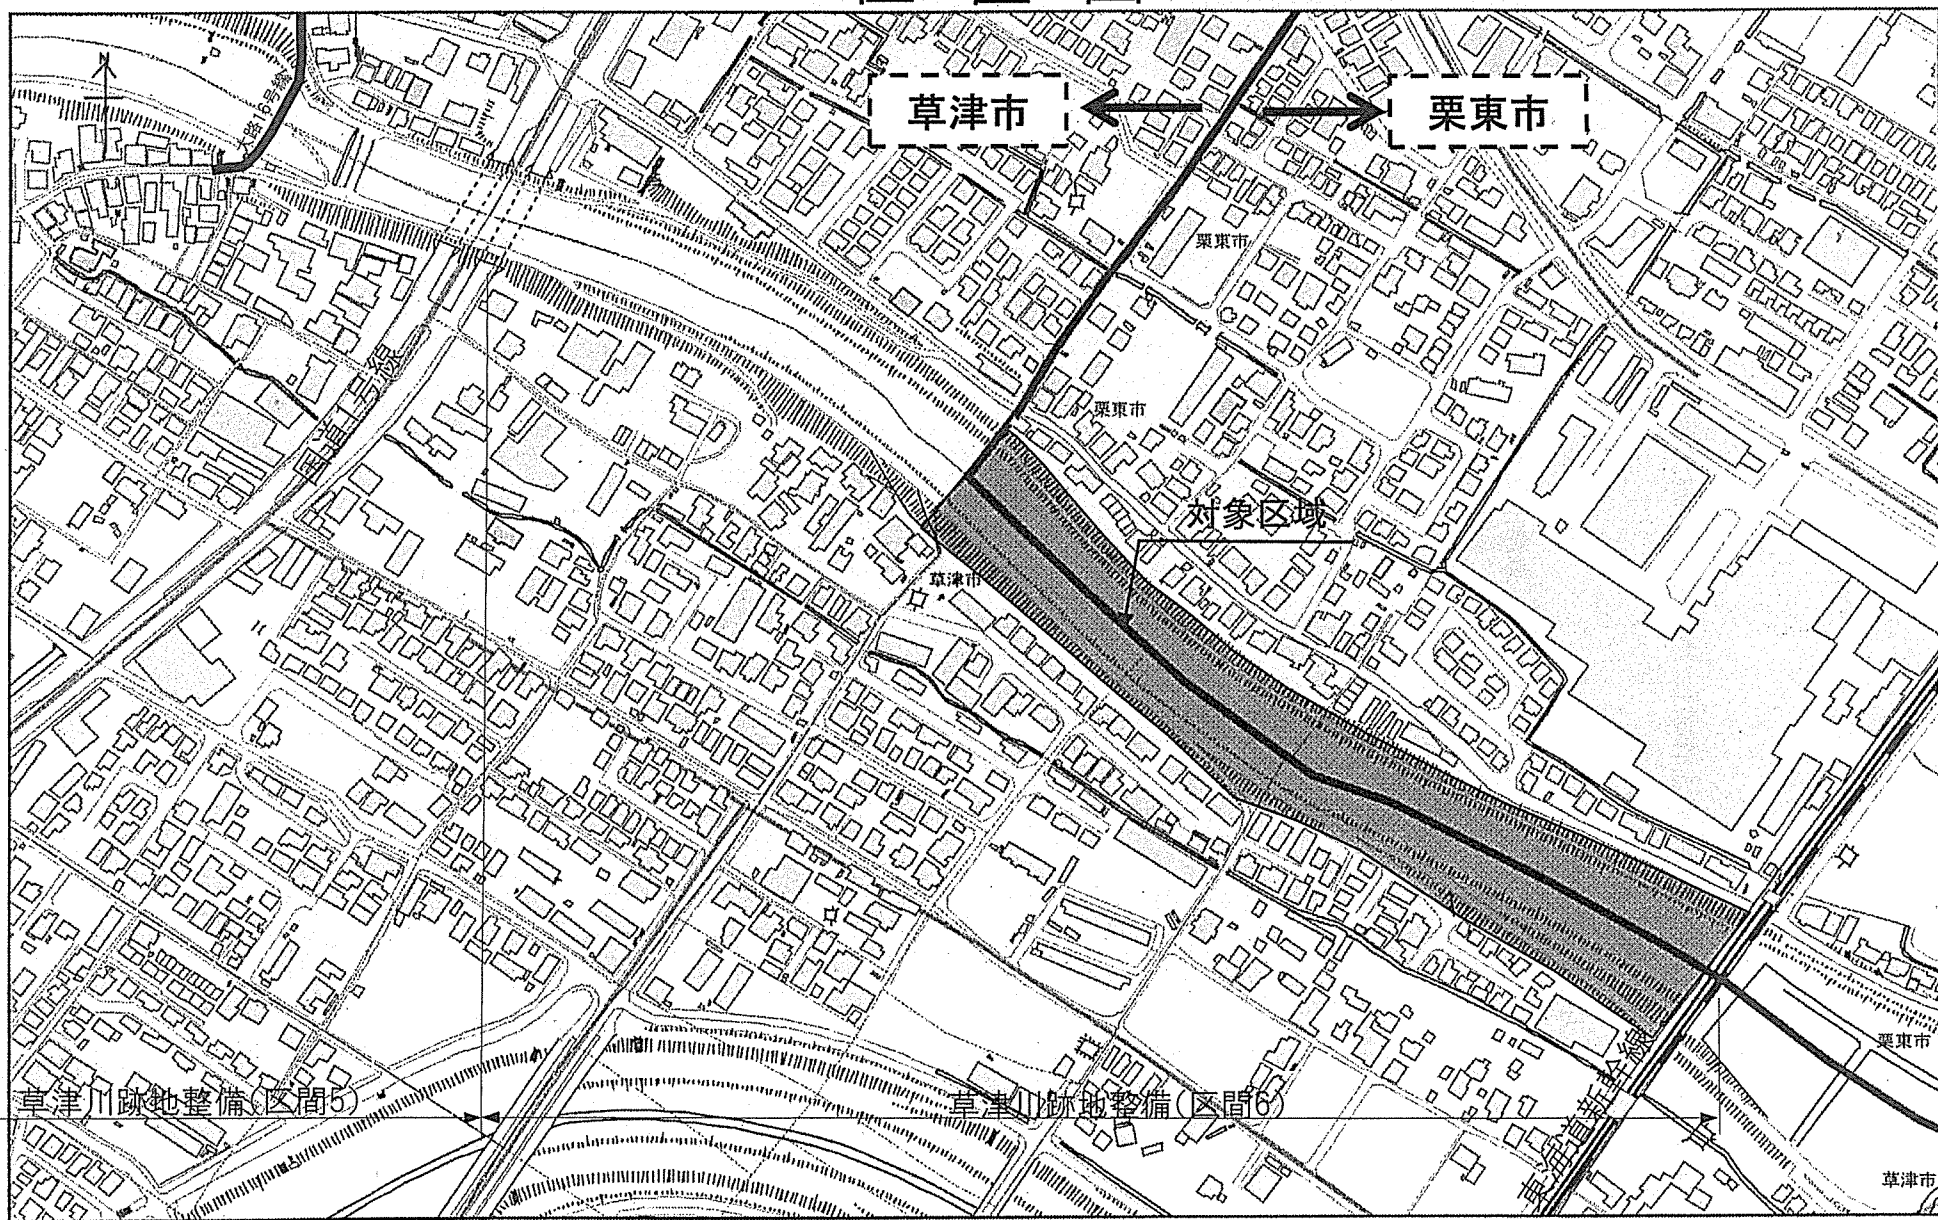 N
大路16号線
草津市
栗東市
栗東市
栗東市
国道1号線
対象区域
草津市
東海道新幹線
栗東市
草津川跡地整備(区間5)
草津川跡地整備(区間6)
草津市